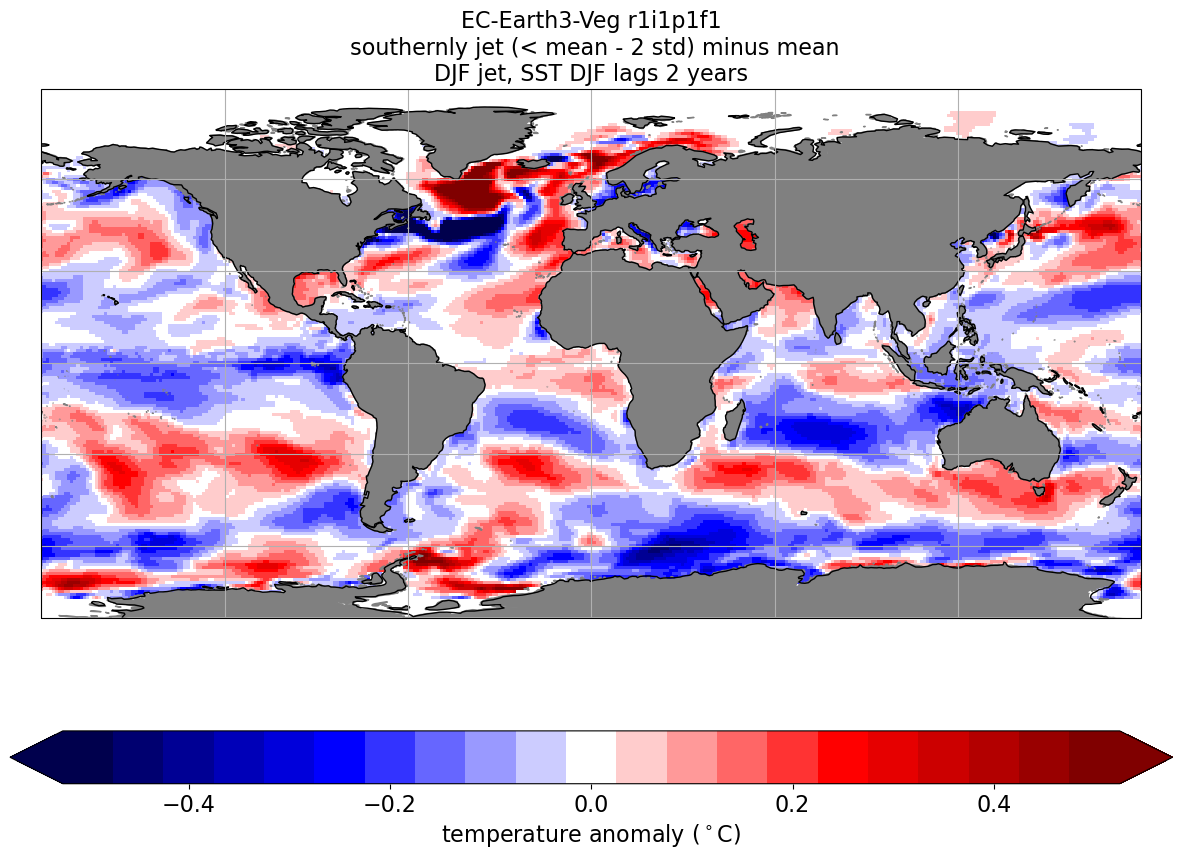 EC-Earth3-Veg r1i1p1f1
southernly jet (< mean - 2 std) minus mean
DJF jet, SST DJF lags 2 years
−0.4 −0.2 0.0 0.2 0.4
temperature anomaly (°C)